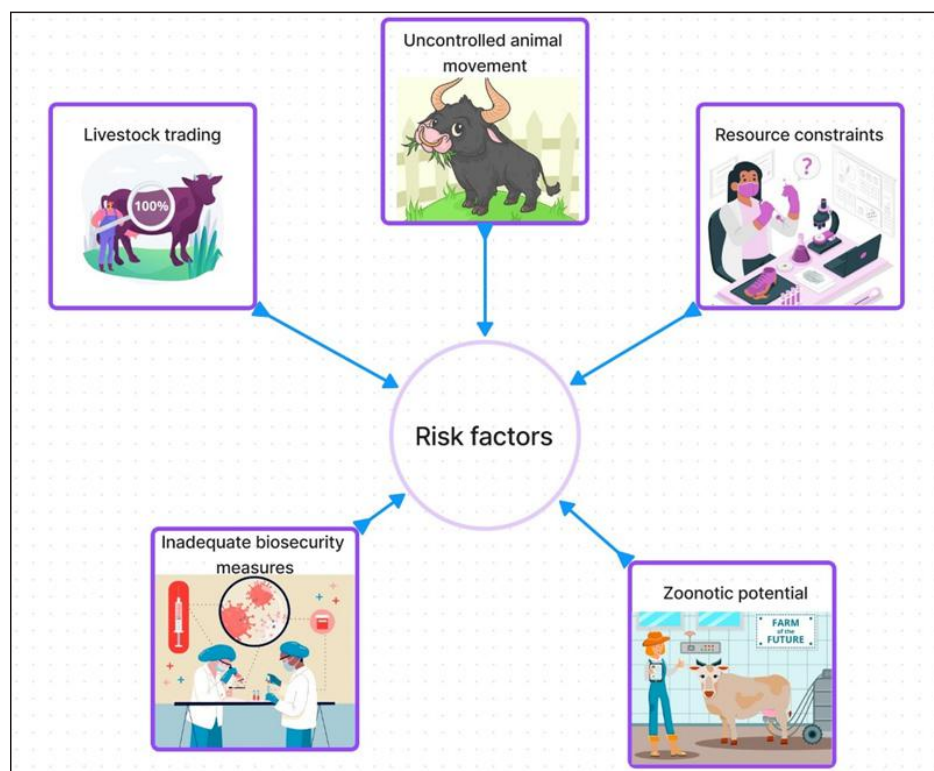 Uncontrolled animal
movement
Livestock trading
100%
Resource constraints
?
Risk factors
Inadequate biosecurity
measures
Zoonotic potential
FARM
of the
FUTURE